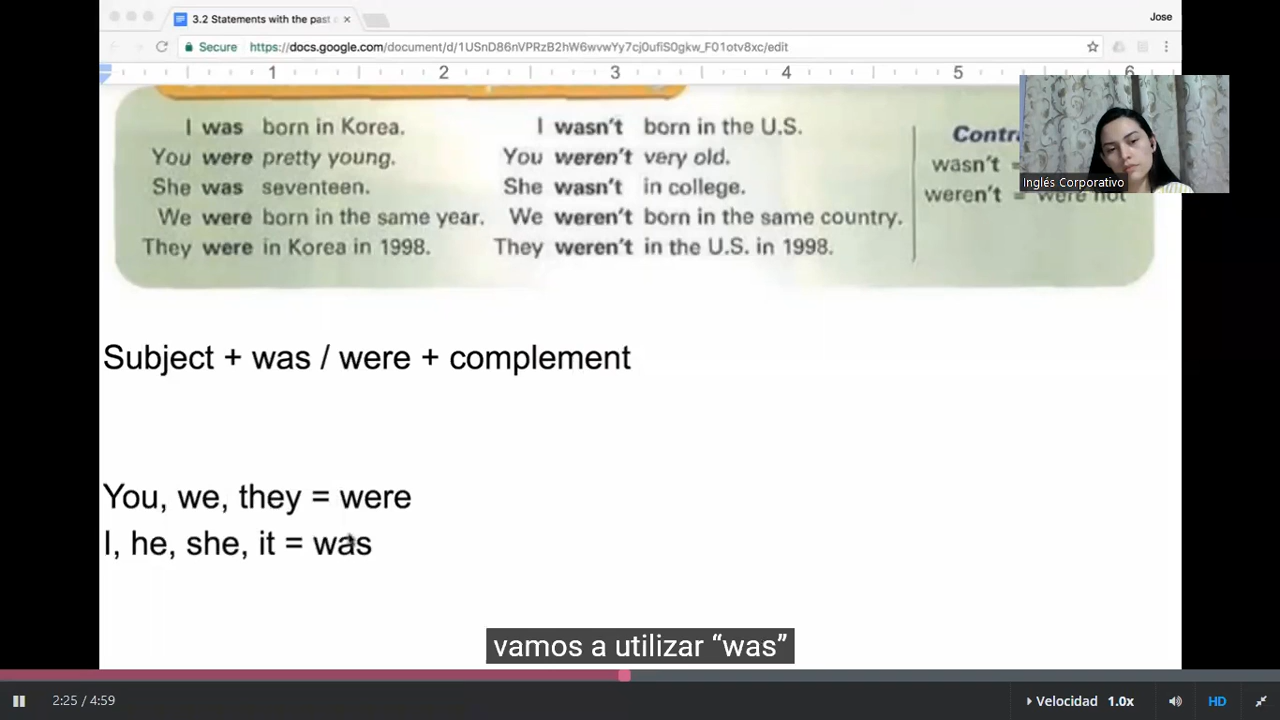 3.2 Statements with the past
Jose
Secure https://docs.google.com/document/d/1USnD86nVPRzB2hW6wvwYy7cj0ufiS0gkw_F01otv8xc/edit
1 2 3 4 5 6
I was born in Korea. I wasn't born in the U.S.
You were pretty young. You weren't very old.
She was seventeen. She wasn't in college.
We were born in the same year. We weren't born in the same country.
They were in Korea in 1998. They weren't in the U.S. in 1998.
wasn't =
weren't = were not
Inglés Corporativo
Subject + was / were + complement
You, we, they = were
I, he, she, it = was
vamos a utilizar “was”
2:25 / 4:59
Velocidad 1.0x
HD